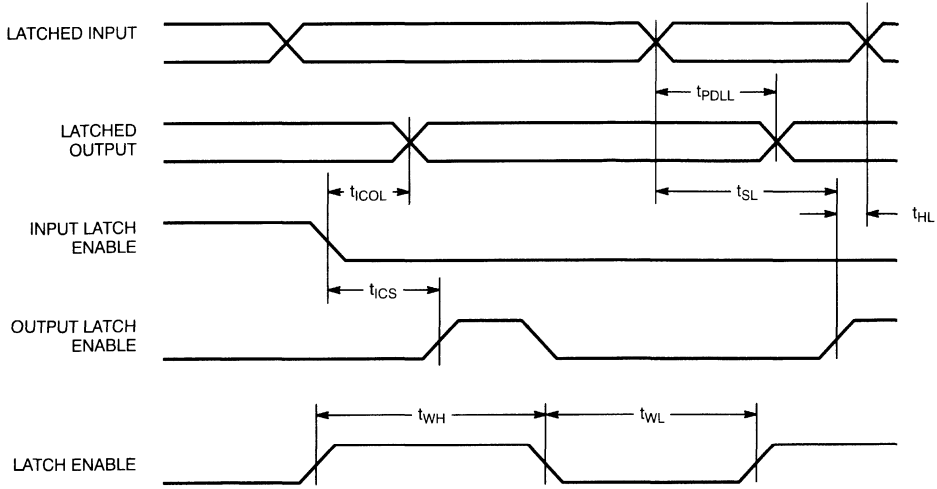 LATCHED INPUT
tPDLL
LATCHED
OUTPUT
tICOL
tSL
tHL
INPUT LATCH
ENABLE
tICS
OUTPUT LATCH
ENABLE
tWH
tWL
LATCH ENABLE